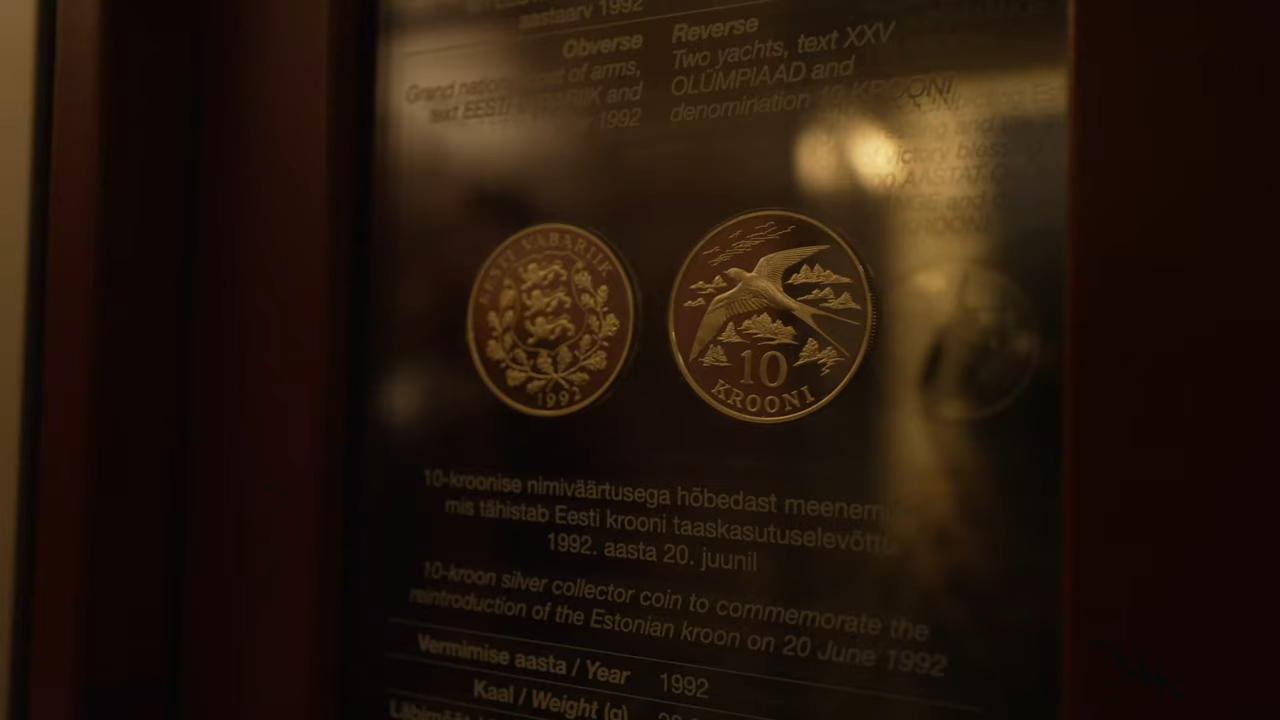 aastaarv 1992
Obverse
Grand national coat of arms,
text EESTI VABARIIK and
1992
Reverse
Two yachts, text XXV
OLÜMPIAAD and
denomination 10 KROONI
EESTI VABARIIK
1992
10
KROONI
10-kroonise nimiväärtusega hõbedast
mis tähistab Eesti krooni
1992. aasta 20. juunil
10-kroon silver collector coin to commemorate the
reintroduction of the Estonian kroon on 20 June 1992
Vermimise aasta / Year 1992
Kaal / Weight (g)